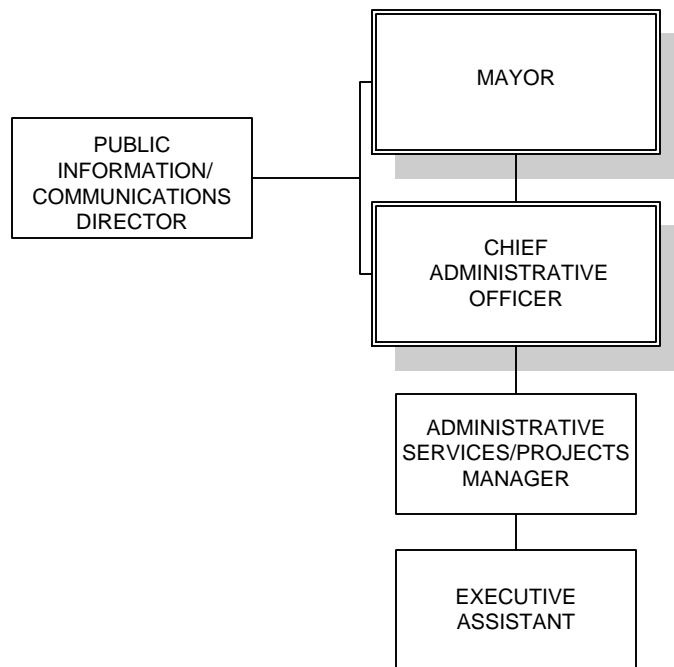 MAYOR
PUBLIC
INFORMATION/
COMMUNICATIONS
DIRECTOR
CHIEF
ADMINISTRATIVE
OFFICER
ADMINISTRATIVE
SERVICES/PROJECTS
MANAGER
EXECUTIVE
ASSISTANT